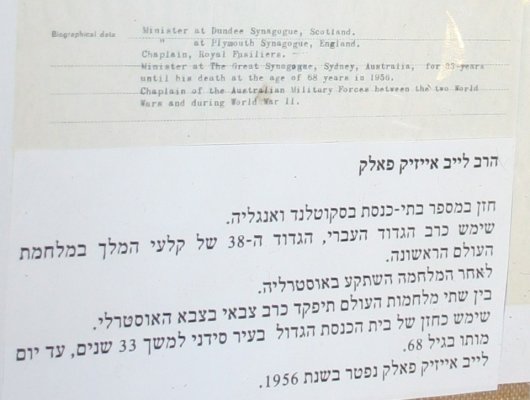 Biographical data
Minister at Dundee Synagogue, Scotland.
" at Plymouth Synagogue, England.
Chaplain, Royal Fusiliers.
Minister at The Great Synagogue, Sydney, Australia, for 33 years
until his death at the age of 68 years in 1956.
Chaplain of the Australian Military Forces between the two World
Wars and during World War II.
הרב לייב אייזיק פאלק
חזן במספר בתי-כנסת בסקוטלנד ואנגליה.
שימש כרב הגדוד העברי, הגדוד ה-38 של קלעי המלך במלחמת
העולם הראשונה.
לאחר המלחמה השתקע באוסטרליה.
בין שתי מלחמות העולם תיפקד כרב צבאי בצבא האוסטרלי.
שימש כחזן של בית הכנסת הגדול בעיר סידני למשך 33 שנים, עד יום
מותו בגיל 68.
לייב אייזיק פאלק נפטר בשנת 1956.